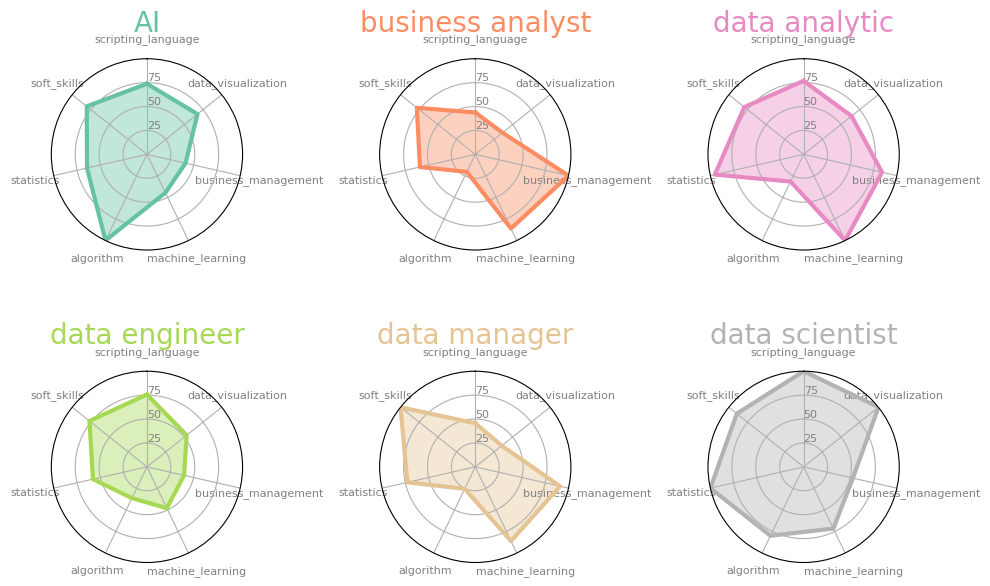 AI
scripting_language
soft_skills
data_visualization
75
50
25
statistics
business_management
algorithm
machine_learning
business analyst
scripting_language
soft_skills
data_visualization
75
50
25
statistics
business_management
algorithm
machine_learning
data analytic
scripting_language
soft_skills
data_visualization
75
50
25
statistics
business_management
algorithm
machine_learning
data engineer
scripting_language
soft_skills
data_visualization
75
50
25
statistics
business_management
algorithm
machine_learning
data manager
scripting_language
soft_skills
data_visualization
75
50
25
statistics
business_management
algorithm
machine_learning
data scientist
scripting_language
soft_skills
data_visualization
75
50
25
statistics
business_management
algorithm
machine_learning